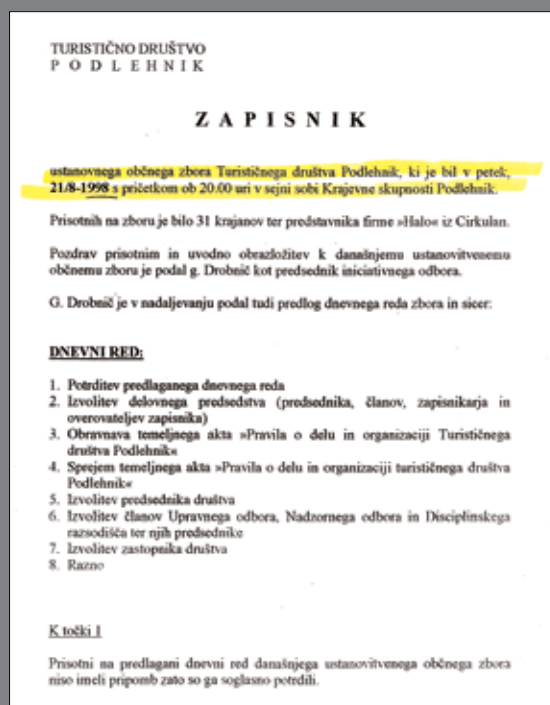 TURISTIČNO DRUŠTVO
P O D L E H N I K
Z A P I S N I K
ustanovnega občnega zbora Turističnega društva Podlehnik, ki je bil v petek,
21/8-1998 s pričetkom ob 20.00 uri v sejni sobi Krajevne skupnosti Podlehnik.
Prisotnih na zboru je bilo 31 krajanov ter predstavnika firme »Halo« iz Cirkulan.
Pozdrav prisotnim in uvodno obrazložitev k današnjemu ustanovitvenemu
občnemu zboru je podal g. Drobnič kot predsednik iniciativnega odbora.
G. Drobnič je v nadaljevanju podal tudi predlog dnevnega reda zbora in sicer:
DNEVNI RED:
1. Potrditev predlaganega dnevnega reda
2. Izvolitev delovnega predsedstva (predsednika, članov, zapisnikarja in
overovateljev zapisnika)
3. Obravnava temeljnega akta »Pravila o delu in organizaciji Turističnega
društva Podlehnik«
4. Sprejem temeljnega akta »Pravila o delu in organizaciji turističnega društva
Podlehnik«
5. Izvolitev predsednika društva
6. Izvolitev članov Upravnega odbora, Nadzornega odbora in Disciplinskega
razsodišča ter njih predsednike
7. Izvolitev zastopnika društva
8. Razno
K točki 1
Prisotni na predlagani dnevni red današnjega ustanovitvenega občnega zbora
niso imeli pripomb zato so ga soglasno potrdili.